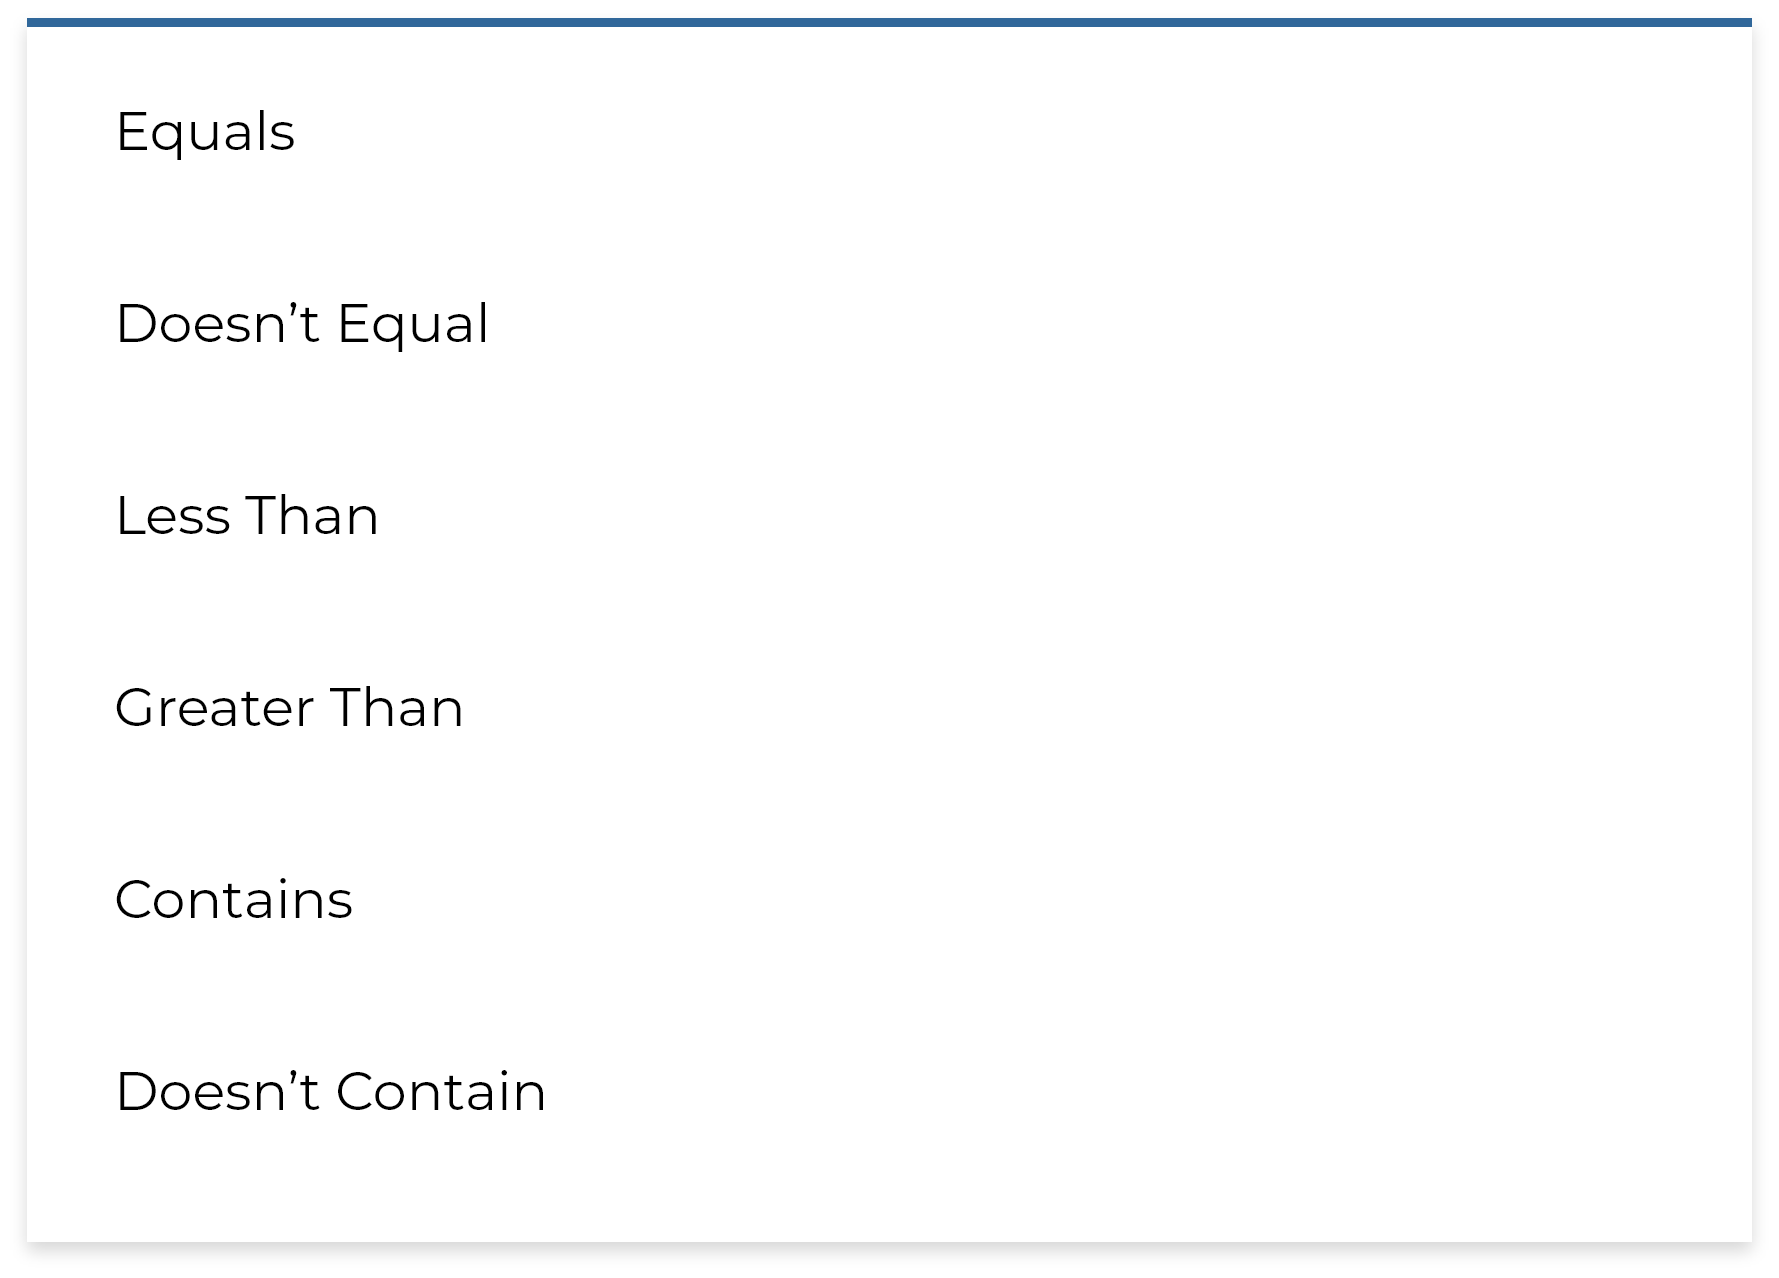 Equals
Doesn’t Equal
Less Than
Greater Than
Contains
Doesn’t Contain